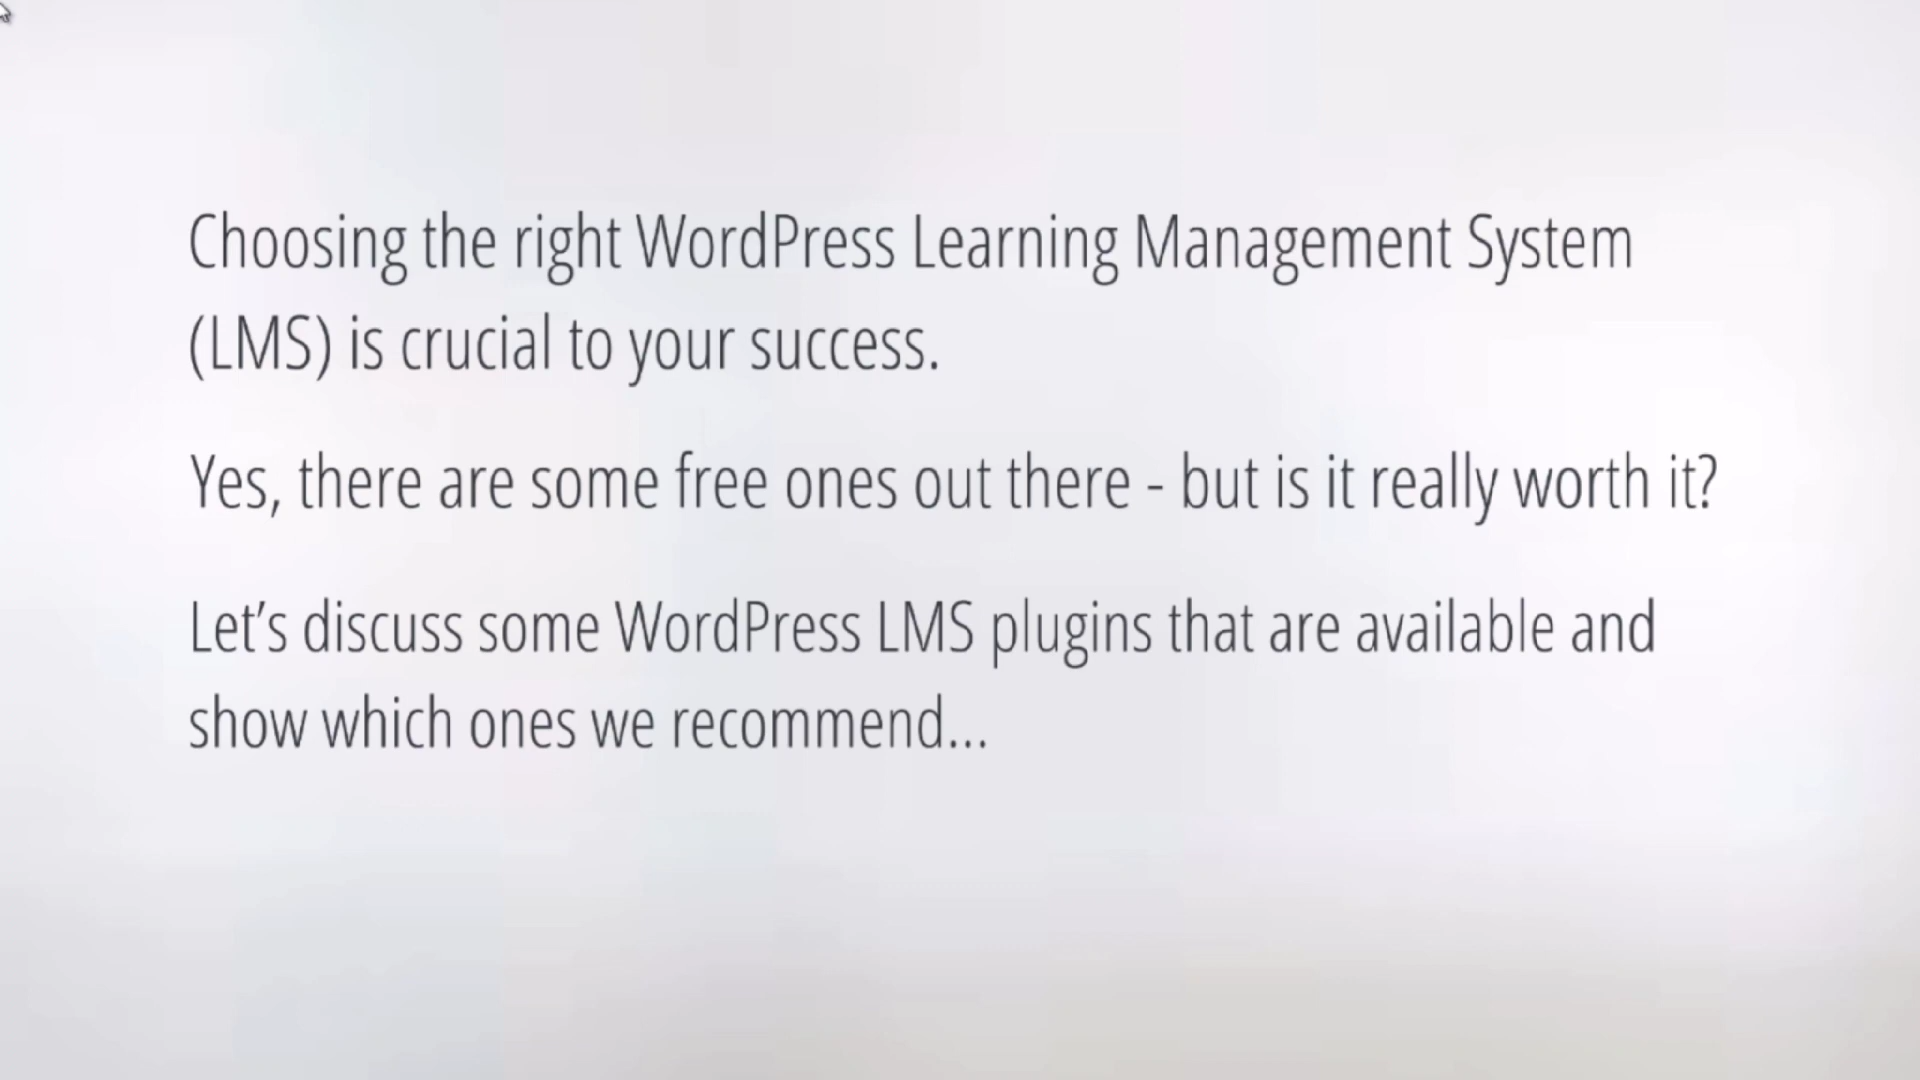 Choosing the right WordPress Learning Management System
(LMS) is crucial to your success.
Yes, there are some free ones out there - but is it really worth it?
Let’s discuss some WordPress LMS plugins that are available and
show which ones we recommend...